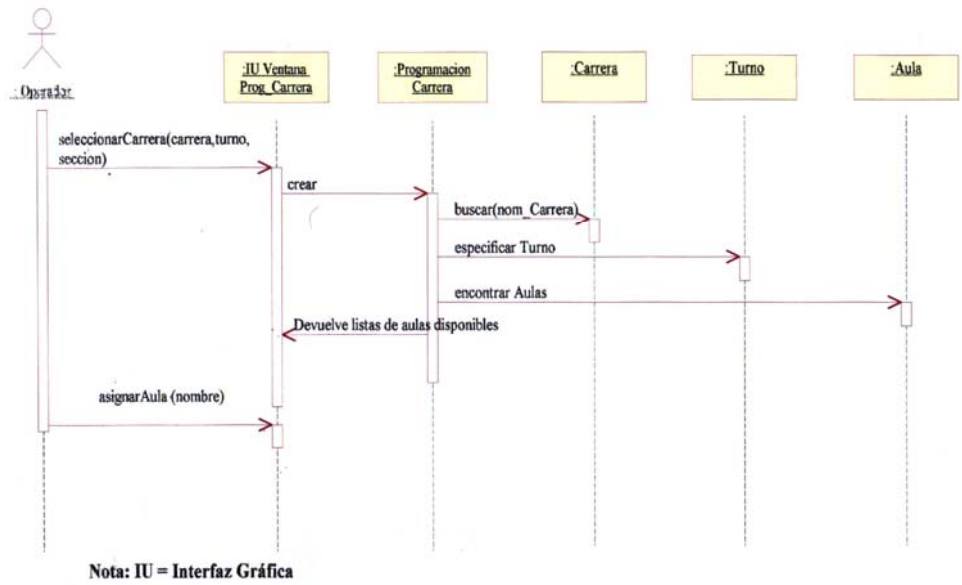 : Operador
:IU Ventana
Prog_Carrera
:Programacion
Carrera
:Carrera
:Turno
:Aula
seleccionarCarrera(carrera,turno,
seccion)
crear
buscar(nom_Carrera)
especificar Turno
encontrar Aulas
Devuelve listas de aulas disponibles
asignarAula (nombre)
Nota: IU = Interfaz Gráfica